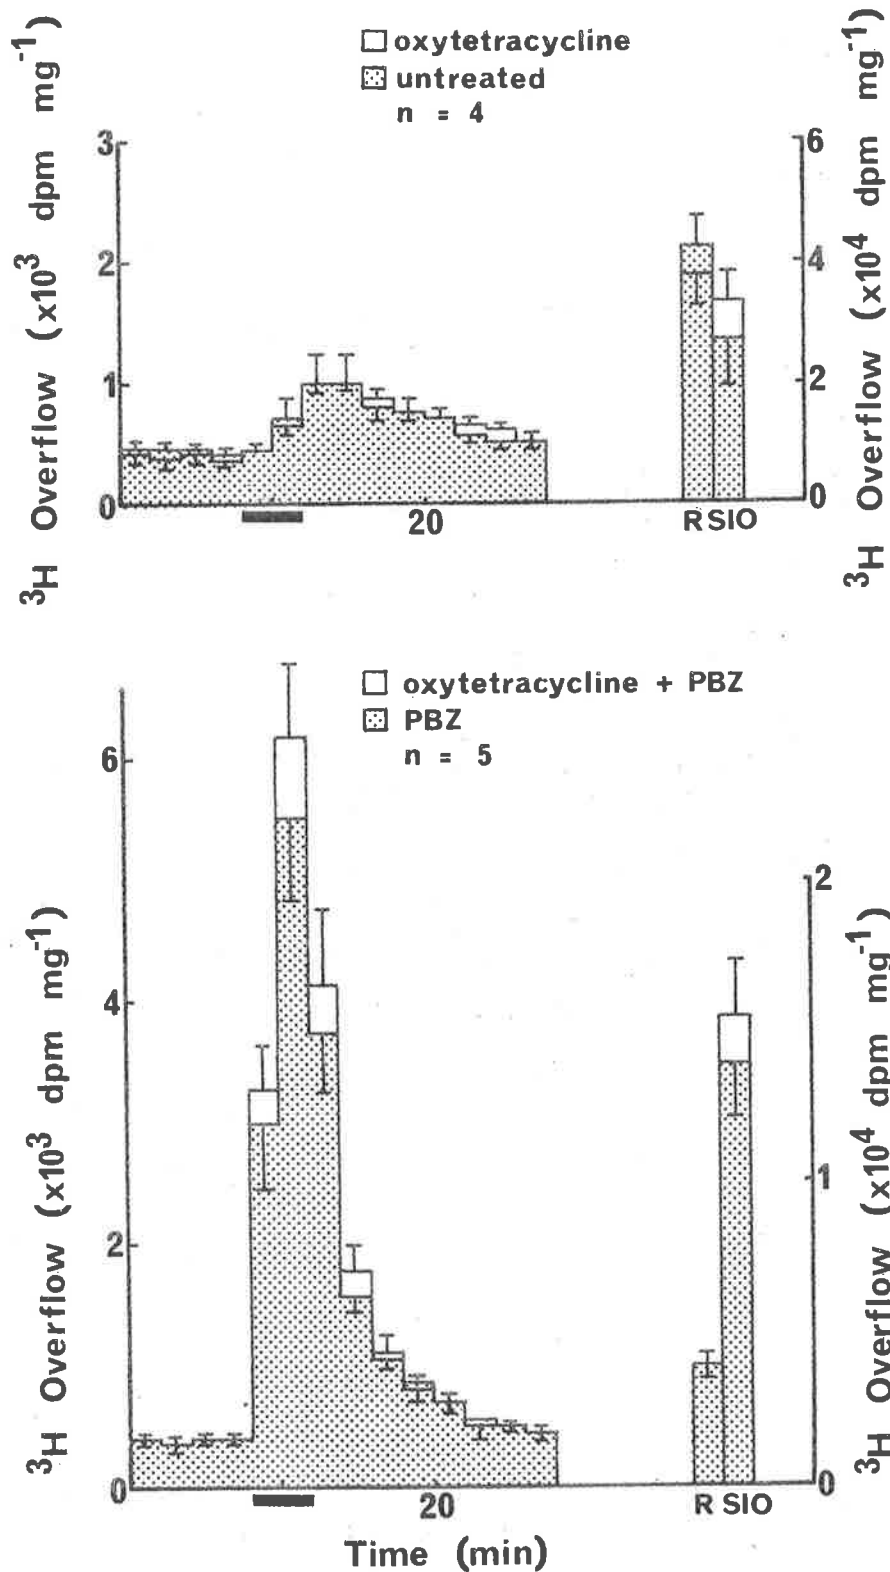 oxytetracycline
untreated
n = 4
³H Overflow (x10³ dpm mg⁻¹)
3
2
1
0
20
R SIO
6
4
2
0
³H Overflow (x10⁴ dpm mg⁻¹)
oxytetracycline + PBZ
PBZ
n = 5
³H Overflow (x10³ dpm mg⁻¹)
6
4
2
0
20
R SIO
2
1
0
³H Overflow (x10⁴ dpm mg⁻¹)
Time (min)